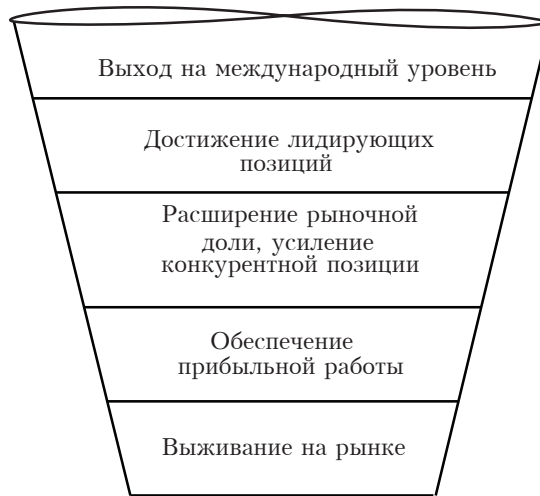 Выход на международный уровень
Достижение лидирующих
позиций
Расширение рыночной
доли, усиление
конкурентной позиции
Обеспечение
прибыльной работы
Выживание на рынке